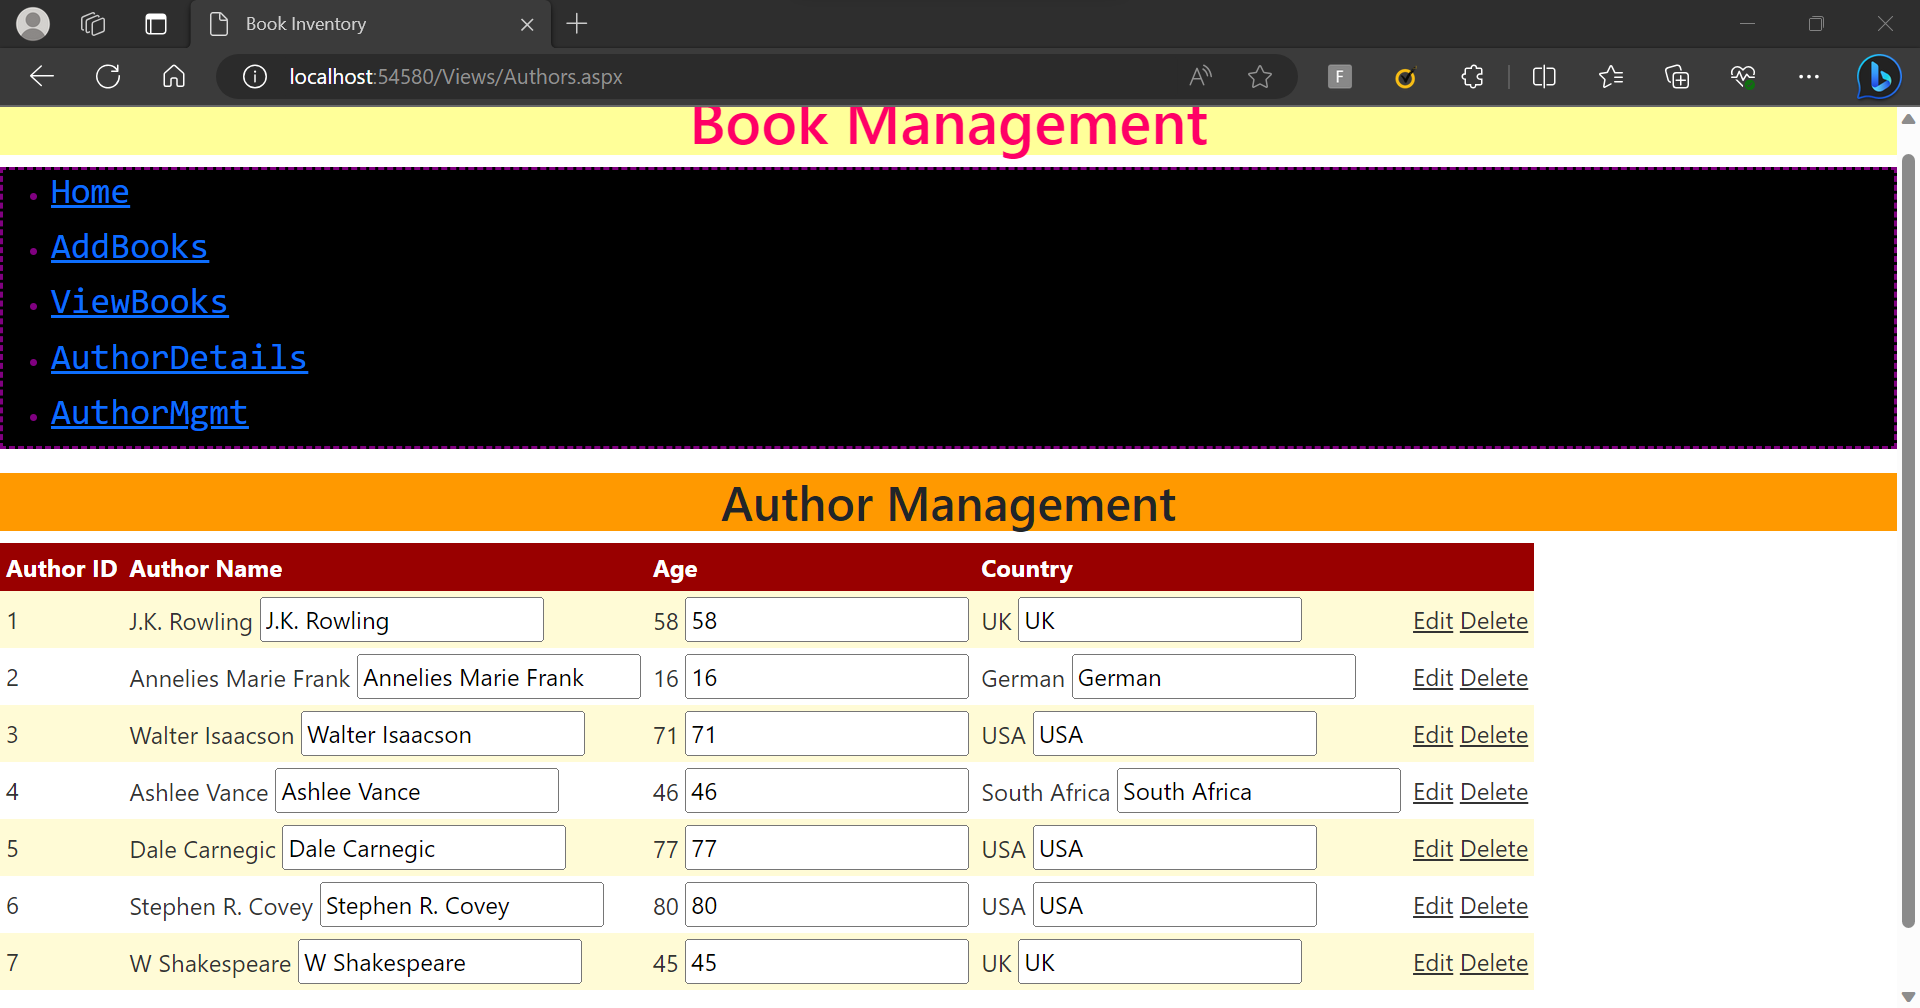 Book Inventory
localhost:54580/Views/Authors.aspx
Book Management
Home
AddBooks
ViewBooks
AuthorDetails
AuthorMgmt
Author Management
Author ID Author Name Age Country
1 J.K. Rowling J.K. Rowling 58 58 UK UK Edit Delete
2 Annelies Marie Frank Annelies Marie Frank 16 16 German German Edit Delete
3 Walter Isaacson Walter Isaacson 71 71 USA USA Edit Delete
4 Ashlee Vance Ashlee Vance 46 46 South Africa South Africa Edit Delete
5 Dale Carnegic Dale Carnegic 77 77 USA USA Edit Delete
6 Stephen R. Covey Stephen R. Covey 80 80 USA USA Edit Delete
7 W Shakespeare W Shakespeare 45 45 UK UK Edit Delete